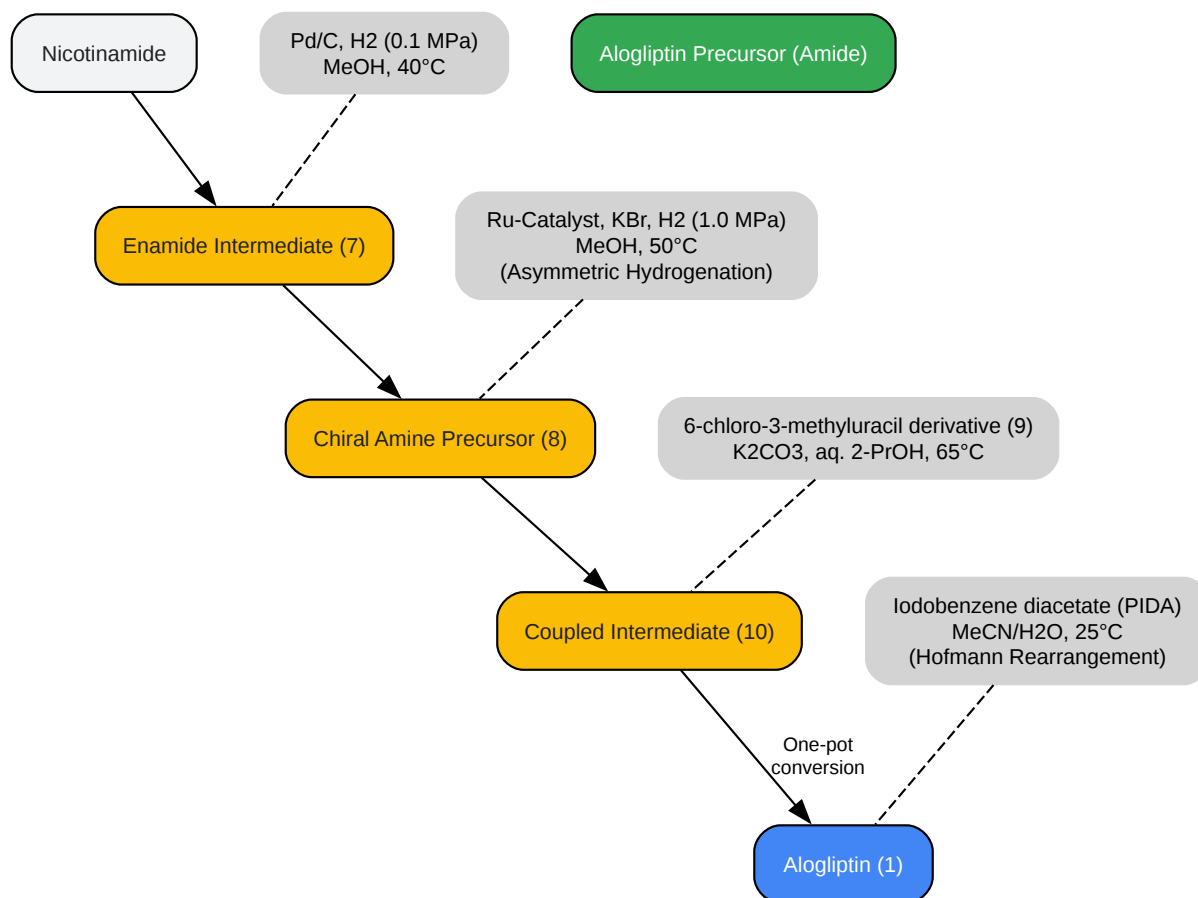 Nicotinamide
Pd/C, H2 (0.1 MPa)
MeOH, 40°C
Alogliptin Precursor (Amide)
Enamide Intermediate (7)
Ru-Catalyst, KBr, H2 (1.0 MPa)
MeOH, 50°C
(Asymmetric Hydrogenation)
Chiral Amine Precursor (8)
6-chloro-3-methyluracil derivative (9)
K2CO3, aq. 2-PrOH, 65°C
Coupled Intermediate (10)
Iodobenzene diacetate (PIDA)
MeCN/H2O, 25°C
(Hofmann Rearrangement)
One-pot
conversion
Alogliptin (1)